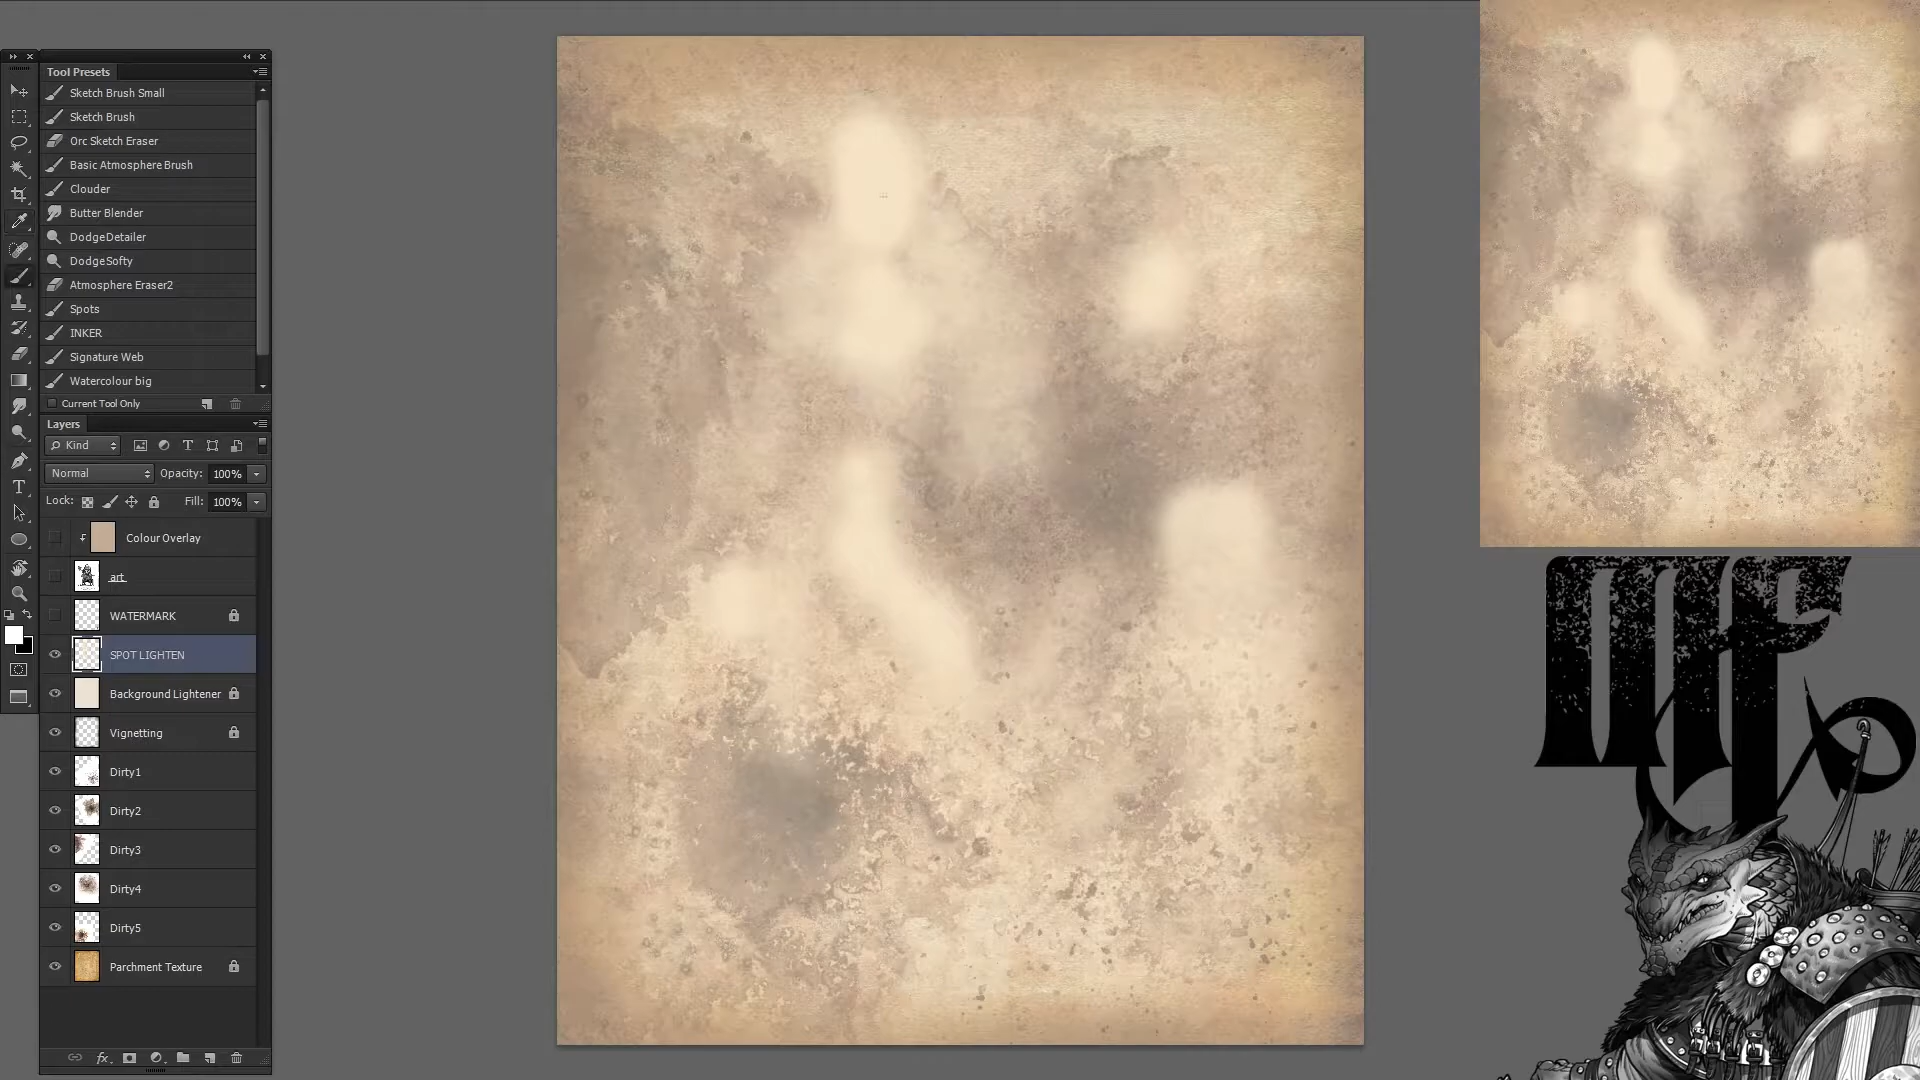 Tool Presets
Sketch Brush Small
Sketch Brush
Orc Sketch Eraser
Basic Atmosphere Brush
Clouder
Butter Blender
DodgeDetailer
DodgeSofty
Atmosphere Eraser2
Spots
INKER
Signature Web
Watercolour big
Current Tool Only
Layers
Kind
Normal
Opacity: 100%
Lock:
Fill: 100%
Colour Overlay
art
WATERMARK
SPOT LIGHTEN
Background Lightener
Vignetting
Dirty1
Dirty2
Dirty3
Dirty4
Dirty5
Parchment Texture
fx